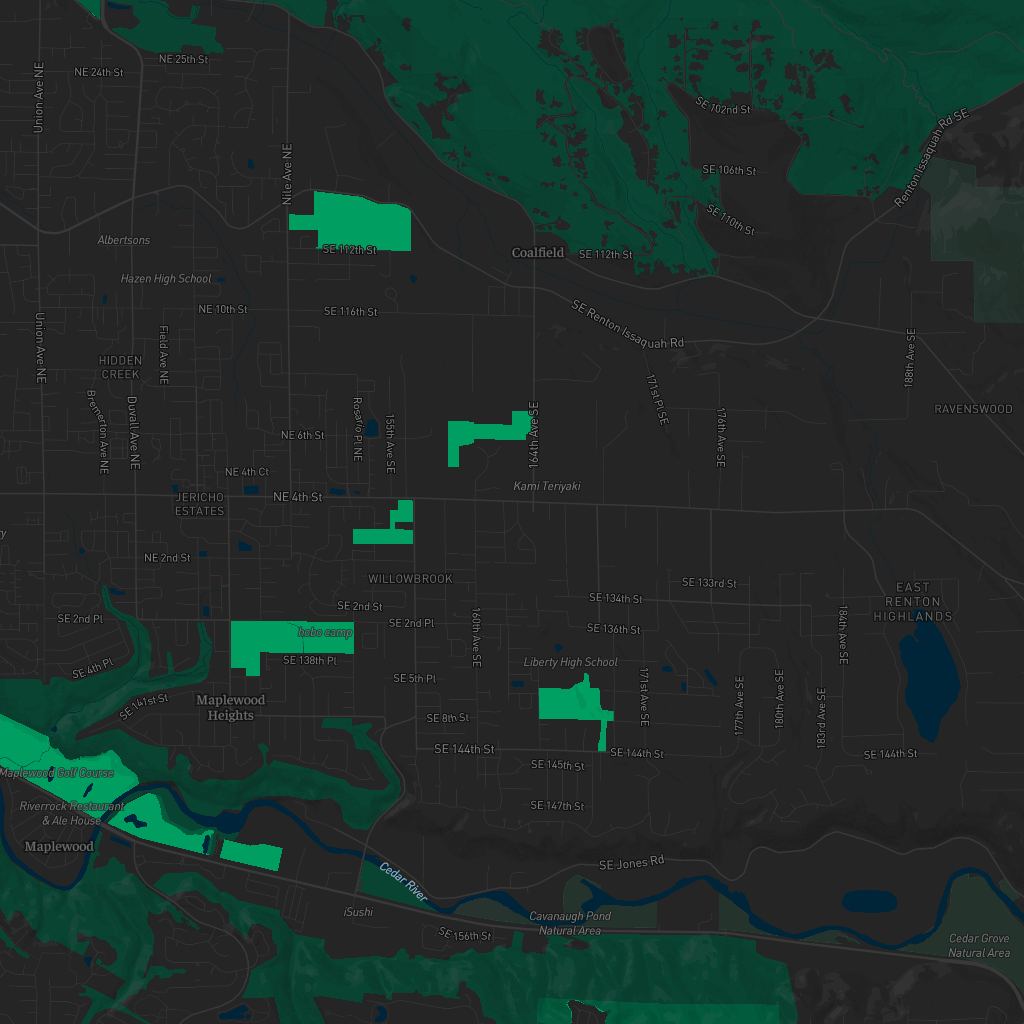 NE 25th St
NE 24th St
Union Ave NE
SE 102nd St
Renton Issaquah Rd SE
SE 106th St
Nile Ave NE
SE 110th St
Albertsons
SE 112th St
Coalfield
SE 112th St
Hazen High School
NE 10th St
SE 116th St
SE Renton Issaquah Rd
Union Ave NE
Field Ave NE
188th Ave SE
HIDDEN
CREEK
171st Pl SE
RAVENSWOOD
Bremerton Ave NE
Duvall Ave NE
Rosario Pl NE
155th Ave SE
164th Ave SE
176th Ave SE
NE 6th St
NE 4th Ct
Kami Teriyaki
JERICHO
ESTATES
NE 4th St
ry
NE 2nd St
WILLOWBROOK
SE 133rd St
EAST
RENTON
HIGHLANDS
SE 134th St
SE 2nd St
SE 2nd Pl
SE 2nd Pl
160th Ave SE
SE 136th St
184th Ave SE
hobo camp
SE 138th Pl
Liberty High School
SE 4th Pl
SE 5th Pl
171st Ave SE
177th Ave SE
180th Ave SE
183rd Ave SE
SE 141st St
Maplewood
Heights
SE 8th St
SE 144th St
SE 144th St
SE 144th St
SE 145th St
Maplewood Golf Course
Riverrock Restaurant
& Ale House
SE 147th St
Maplewood
SE Jones Rd
Cedar River
iSushi
Cavanaugh Pond
Natural Area
SE 156th St
Cedar Grove
Natural Area